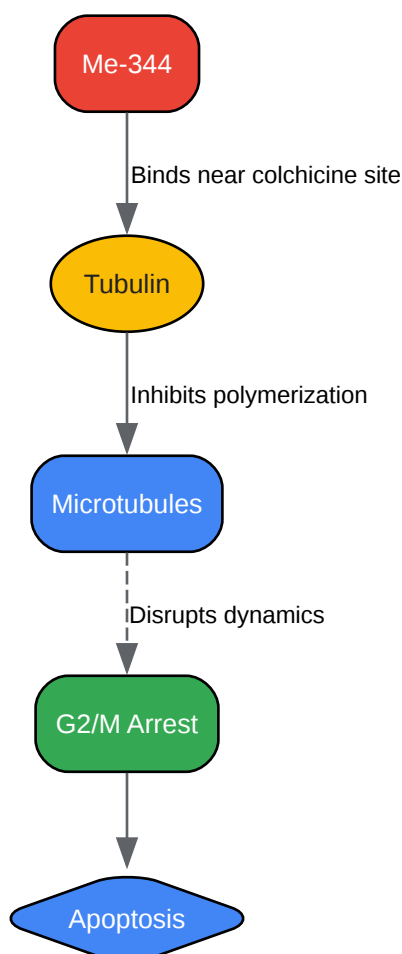 Me-344
Binds near colchicine site
Tubulin
Inhibits polymerization
Microtubules
Disrupts dynamics
G2/M Arrest
Apoptosis